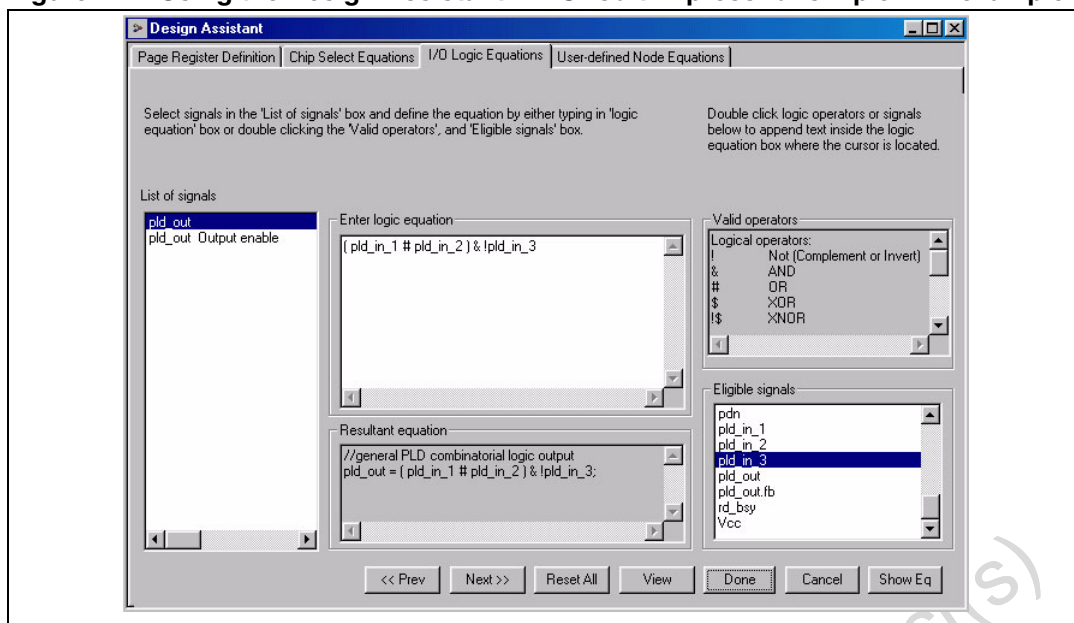 Design Assistant
Page Register Definition Chip Select Equations I/O Logic Equations User-defined Node Equations
Select signals in the 'List of signals' box and define the equation by either typing in 'logic
equation' box or double clicking the 'Valid operators', and 'Eligible signals' box.
Double click logic operators or signals
below to append text inside the logic
equation box where the cursor is located.
List of signals
pld_out
pld_out Output enable
Enter logic equation
( pld_in_1 # pld_in_2 ) & !pld_in_3
Resultant equation
//general PLD combinatorial logic output
pld_out = ( pld_in_1 # pld_in_2 ) & !pld_in_3;
Valid operators
Logical operators:
! Not (Complement or Invert)
& AND
# OR
$ XOR
!$ XNOR
Eligible signals
pdn
pld_in_1
pld_in_2
pld_in_3
pld_out
pld_out.fb
rd_bsy
Vcc
<< Prev Next >> Reset All View Done Cancel Show Eq
(s)